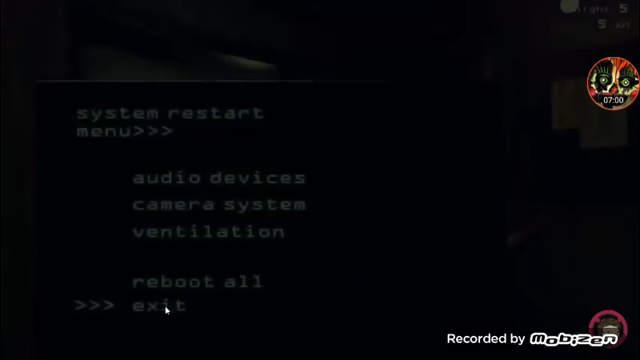 Night 5
5 AM
07:00
system restart
menu>>>
audio devices
camera system
ventilation
reboot all
>>> exit
Recorded by Mobizen